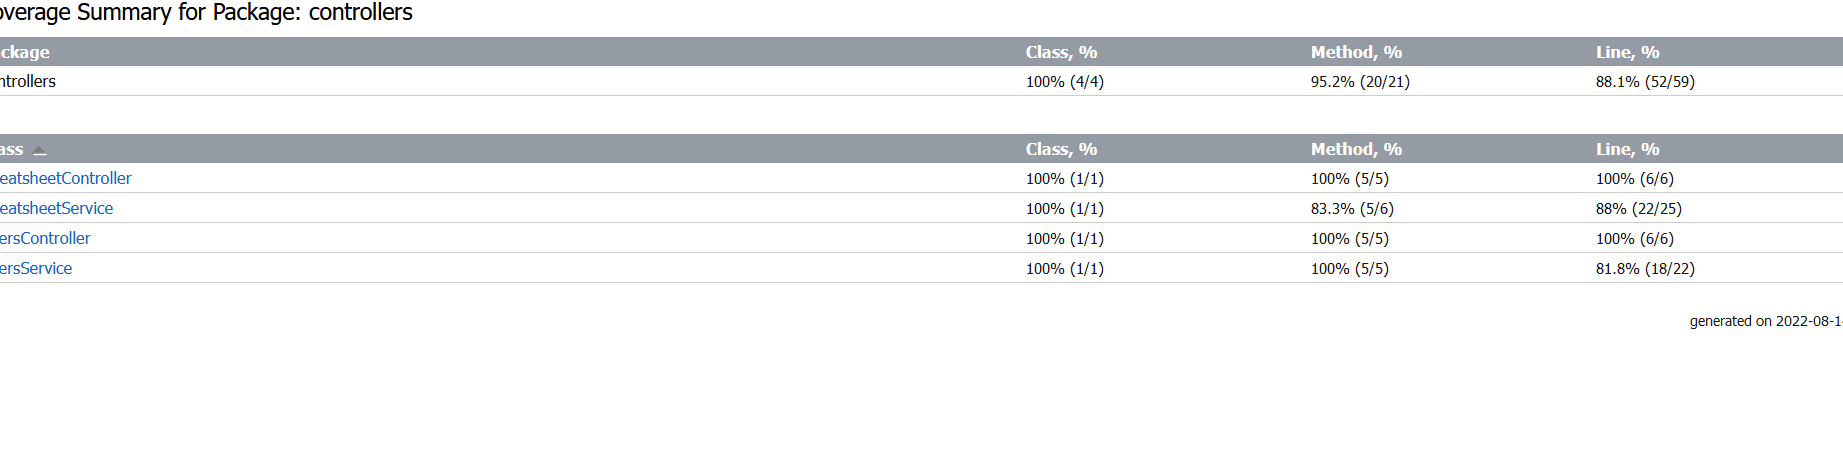 overage Summary for Package: controllers
ackage Class, % Method, % Line, %
ntrollers 100% (4/4) 95.2% (20/21) 88.1% (52/59)
ass Class, % Method, % Line, %
eatsheetController 100% (1/1) 100% (5/5) 100% (6/6)
eatsheetService 100% (1/1) 83.3% (5/6) 88% (22/25)
ersController 100% (1/1) 100% (5/5) 100% (6/6)
ersService 100% (1/1) 100% (5/5) 81.8% (18/22)
generated on 2022-08-1